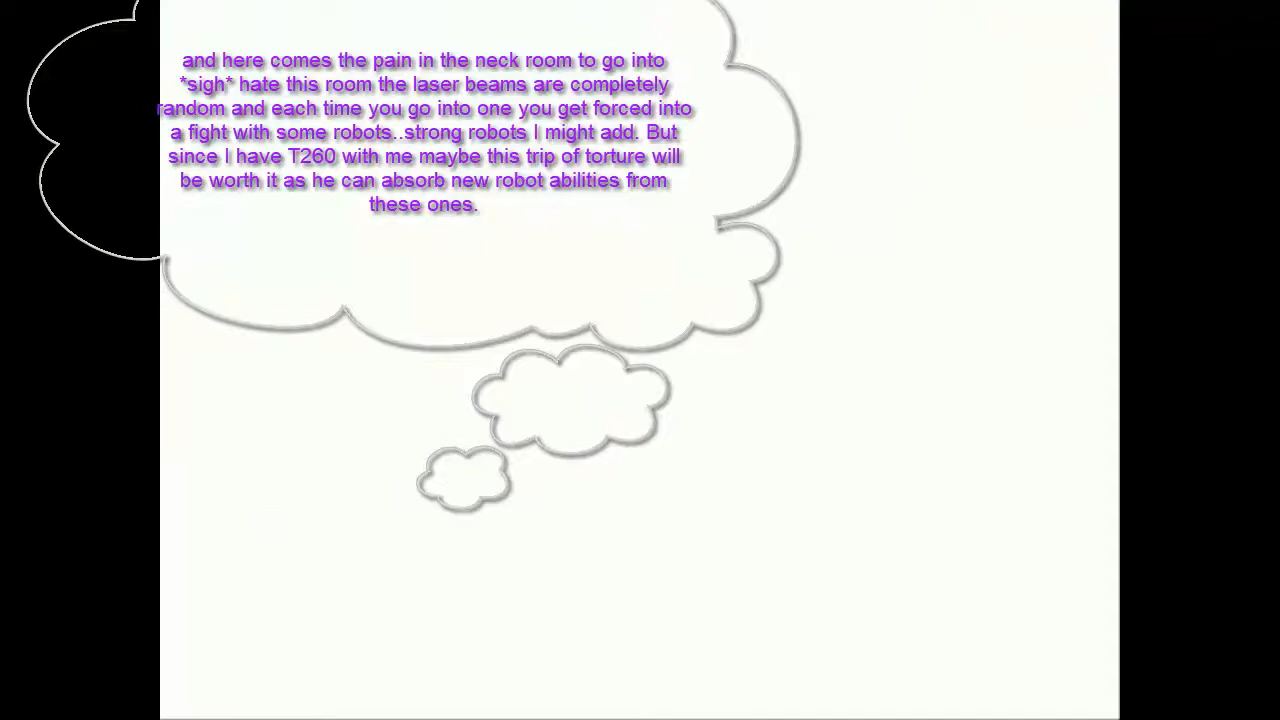 and here comes the pain in the neck room to go into
*sigh* hate this room the laser beams are completely
random and each time you go into one you get forced into
a fight with some robots..strong robots I might add. But
since I have T260 with me maybe this trip of torture will
be worth it as he can absorb new robot abilities from
these ones.